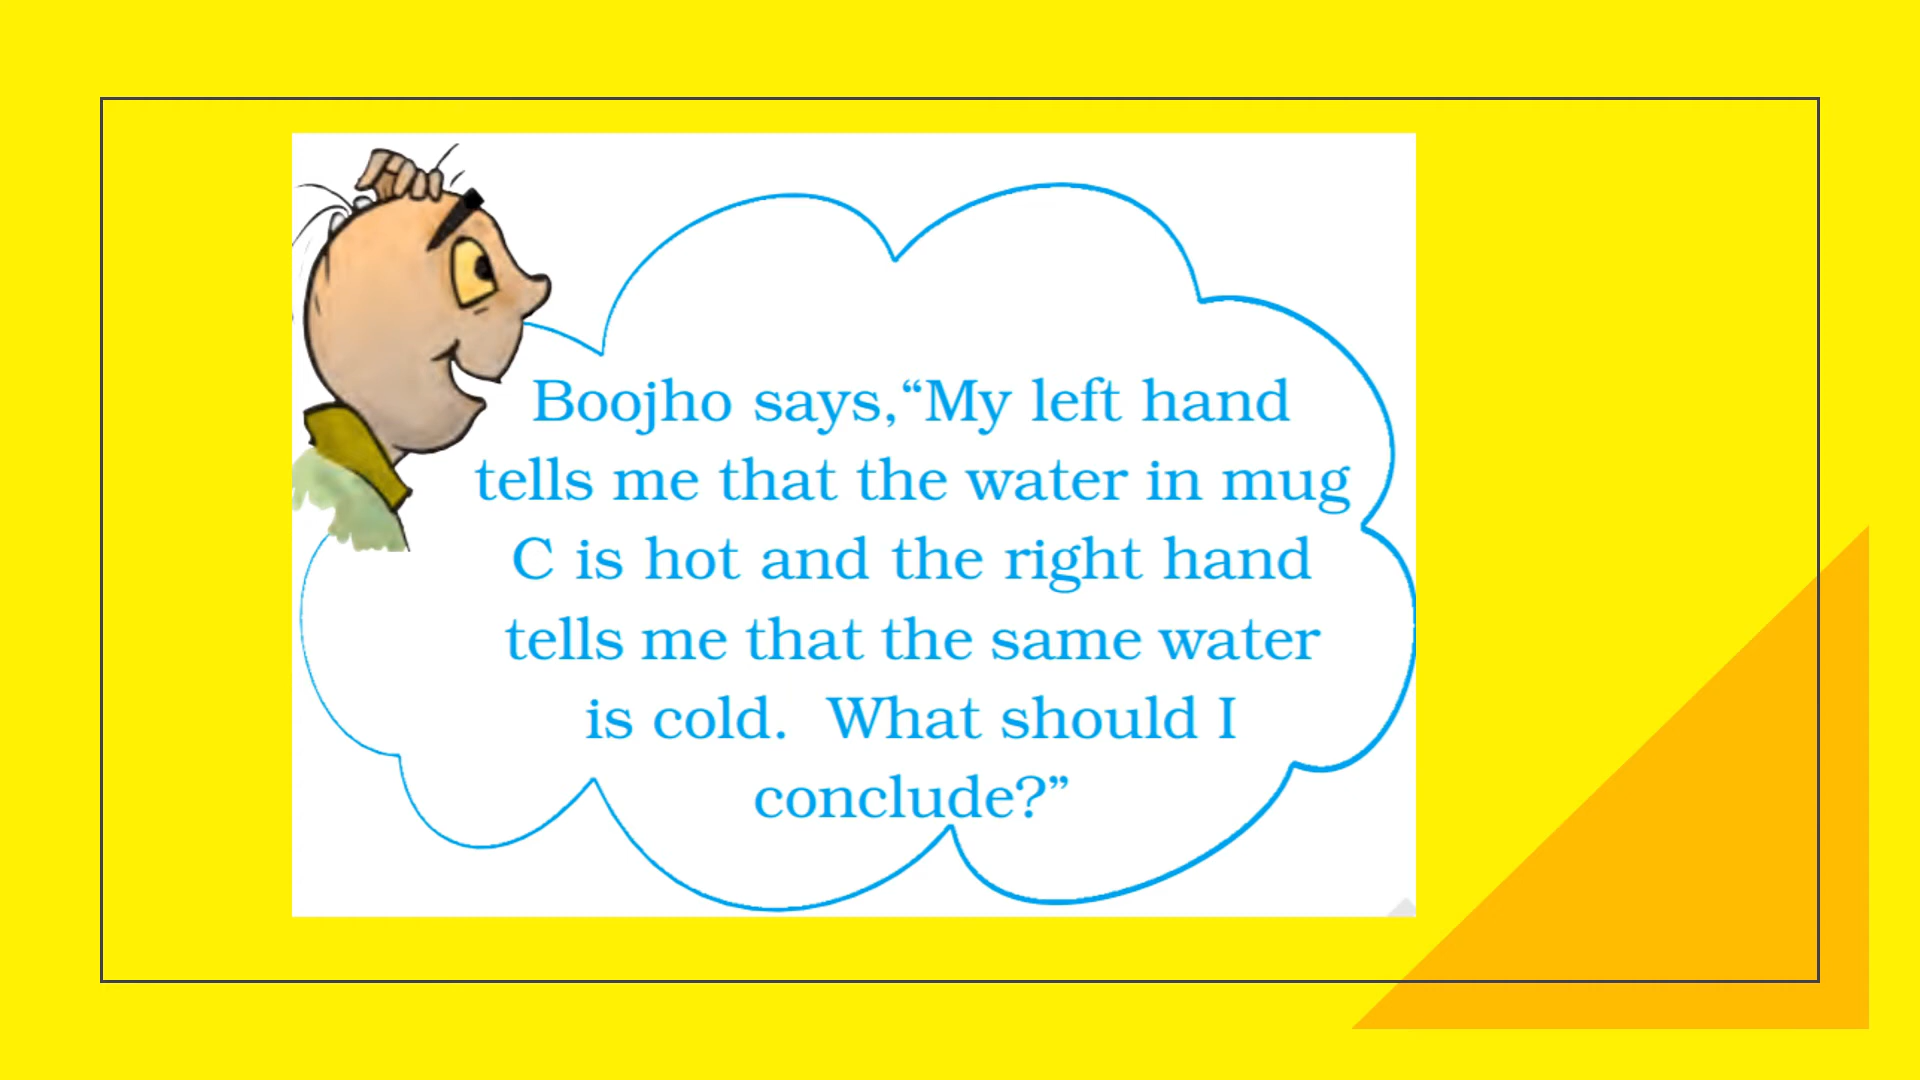 Boojho says,“My left hand
tells me that the water in mug
C is hot and the right hand
tells me that the same water
is cold.  What should I
conclude?”